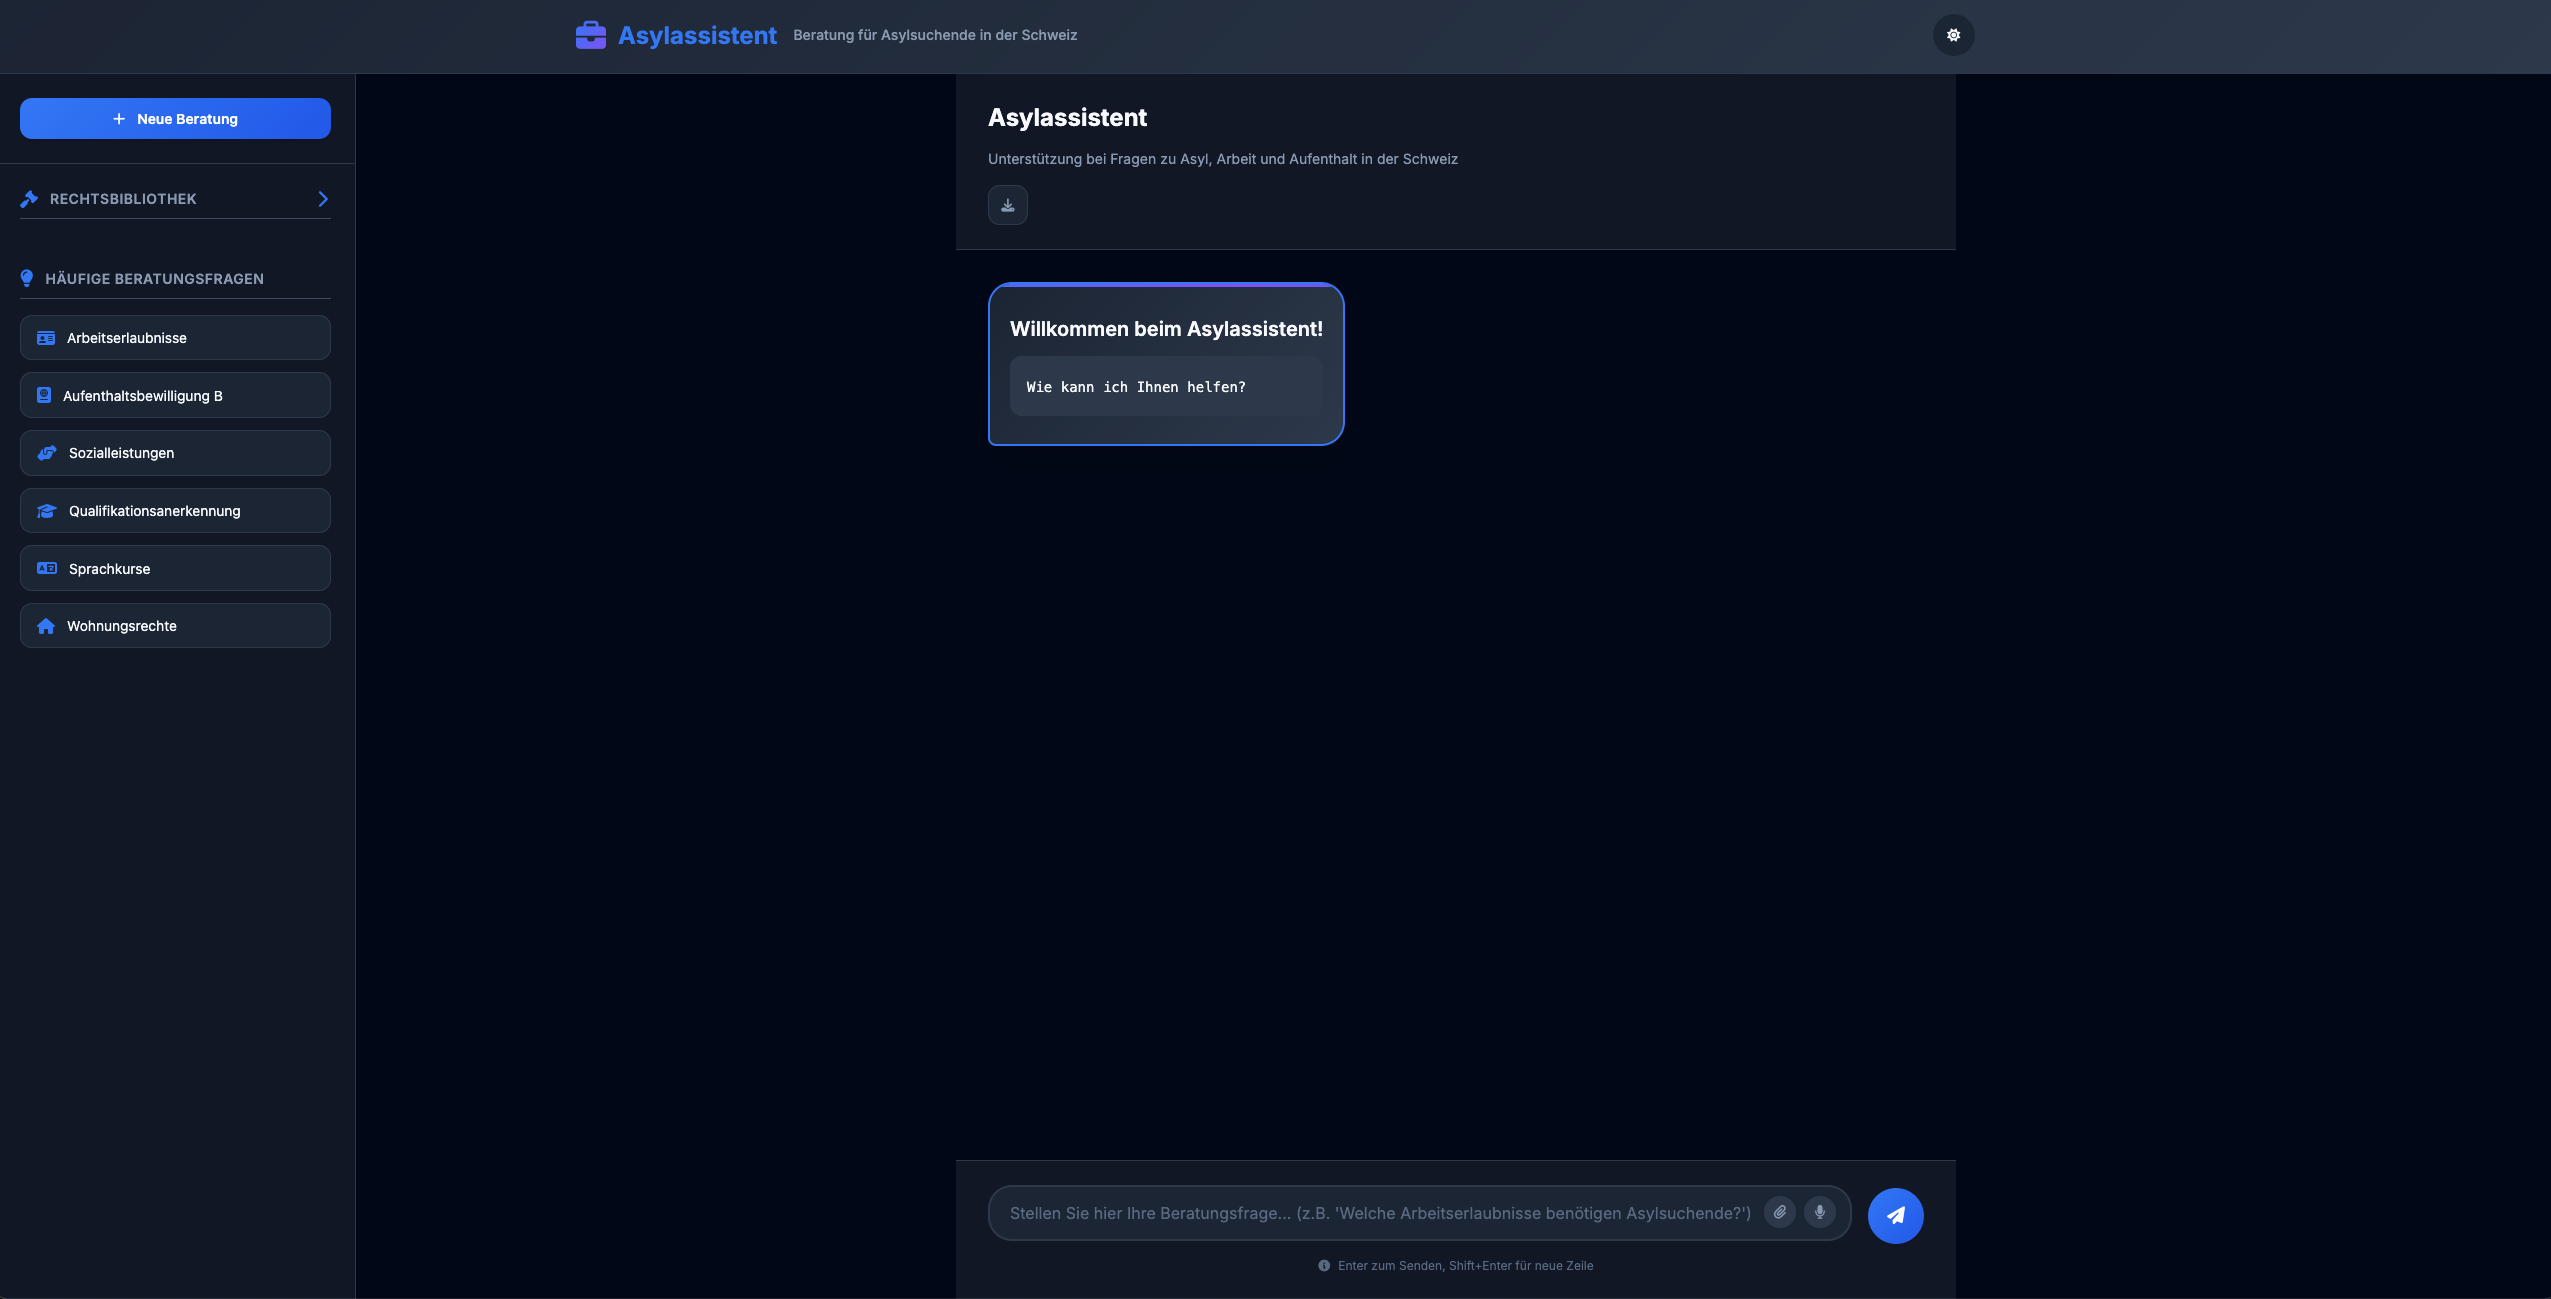 Asylassistent Beratung für Asylsuchende in der Schweiz
Neue Beratung
RECHTSBIBLIOTHEK
HÄUFIGE BERATUNGSFRAGEN
Arbeitserlaubnisse
Aufenthaltsbewilligung B
Sozialleistungen
Qualifikationsanerkennung
Sprachkurse
Wohnungsrechte
Asylassistent
Unterstützung bei Fragen zu Asyl, Arbeit und Aufenthalt in der Schweiz
Willkommen beim Asylassistent!
Wie kann ich Ihnen helfen?
Stellen Sie hier Ihre Beratungsfrage... (z.B. 'Welche Arbeitserlaubnisse benötigen Asylsuchende?')
Enter zum Senden, Shift+Enter für neue Zeile